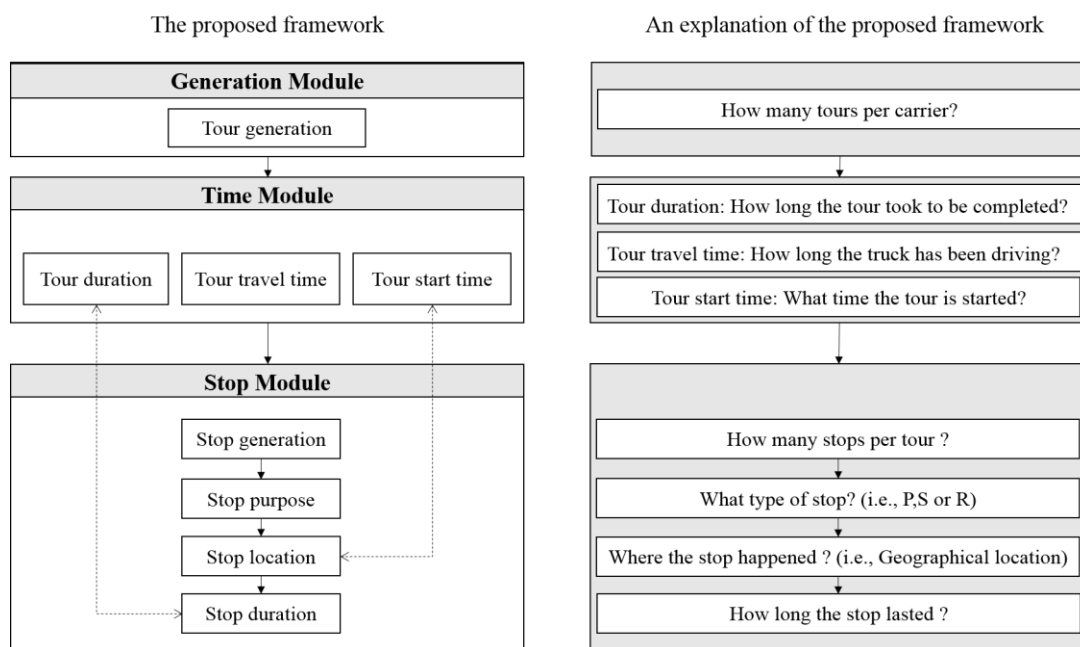 The proposed framework
An explanation of the proposed framework
Generation Module
Tour generation
How many tours per carrier?
Time Module
Tour duration
Tour travel time
Tour start time
Tour duration: How long the tour took to be completed?
Tour travel time: How long the truck has been driving?
Tour start time: What time the tour is started?
Stop Module
Stop generation
Stop purpose
Stop location
Stop duration
How many stops per tour ?
What type of stop? (i.e., P,S or R)
Where the stop happened ? (i.e., Geographical location)
How long the stop lasted ?